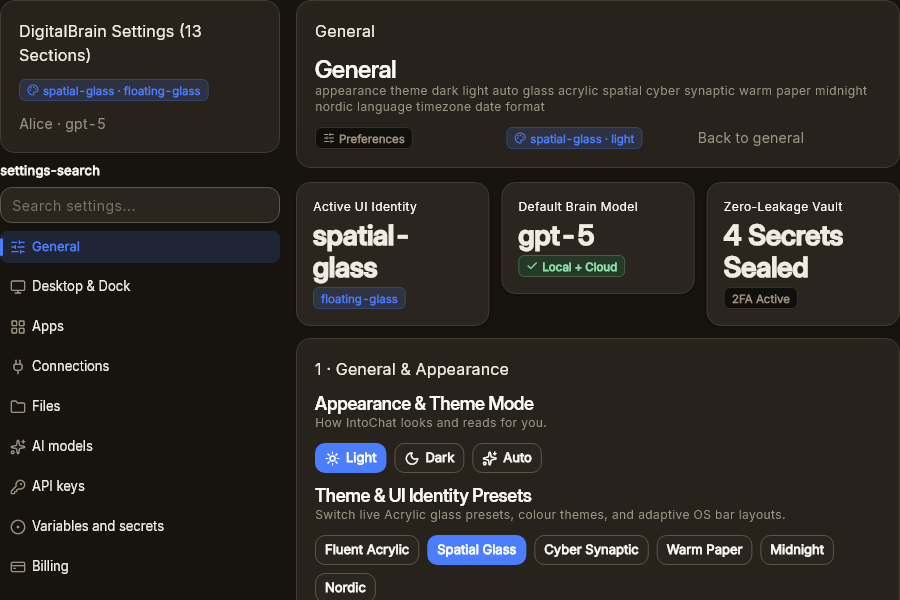 DigitalBrain Settings (13
Sections)
spatial-glass · floating-glass
Alice · gpt-5
settings-search
Search settings...
General
Desktop & Dock
Apps
Connections
Files
AI models
API keys
Variables and secrets
Billing
General
General
appearance theme dark light auto glass acrylic spatial cyber synaptic warm paper midnight
nordic language timezone date format
Preferences
spatial-glass · light
Back to general
Active UI Identity
spatial-
glass
floating-glass
Default Brain Model
gpt-5
Local + Cloud
Zero-Leakage Vault
4 Secrets
Sealed
2FA Active
1 · General & Appearance
Appearance & Theme Mode
How IntoChat looks and reads for you.
Light
Dark
Auto
Theme & UI Identity Presets
Switch live Acrylic glass presets, colour themes, and adaptive OS bar layouts.
Fluent Acrylic
Spatial Glass
Cyber Synaptic
Warm Paper
Midnight
Nordic